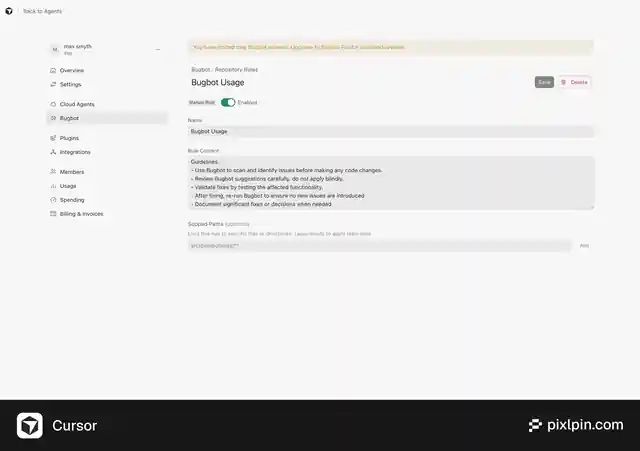 Back to Agents
max smyth
Pro
Overview
Settings
Cloud Agents
Bugbot
Plugins
Integrations
Members
Usage
Spending
Billing & Invoices
Bugbot
Repository Rules
Bugbot Usage
Save
Delete
Manual Rule
Enabled
Name
Bugbot Usage
Rule Content
Guidelines:
- Use Bugbot to scan and identify issues before making any code changes.
- Review Bugbot suggestions carefully, do not apply blindly.
- Validate fixes by testing the affected functionality.
- After fixing, re-run Bugbot to ensure no new issues are introduced
- Document significant fixes or decisions when needed
Scoped Paths (optional)
Add
Cursor
pixlpin.com